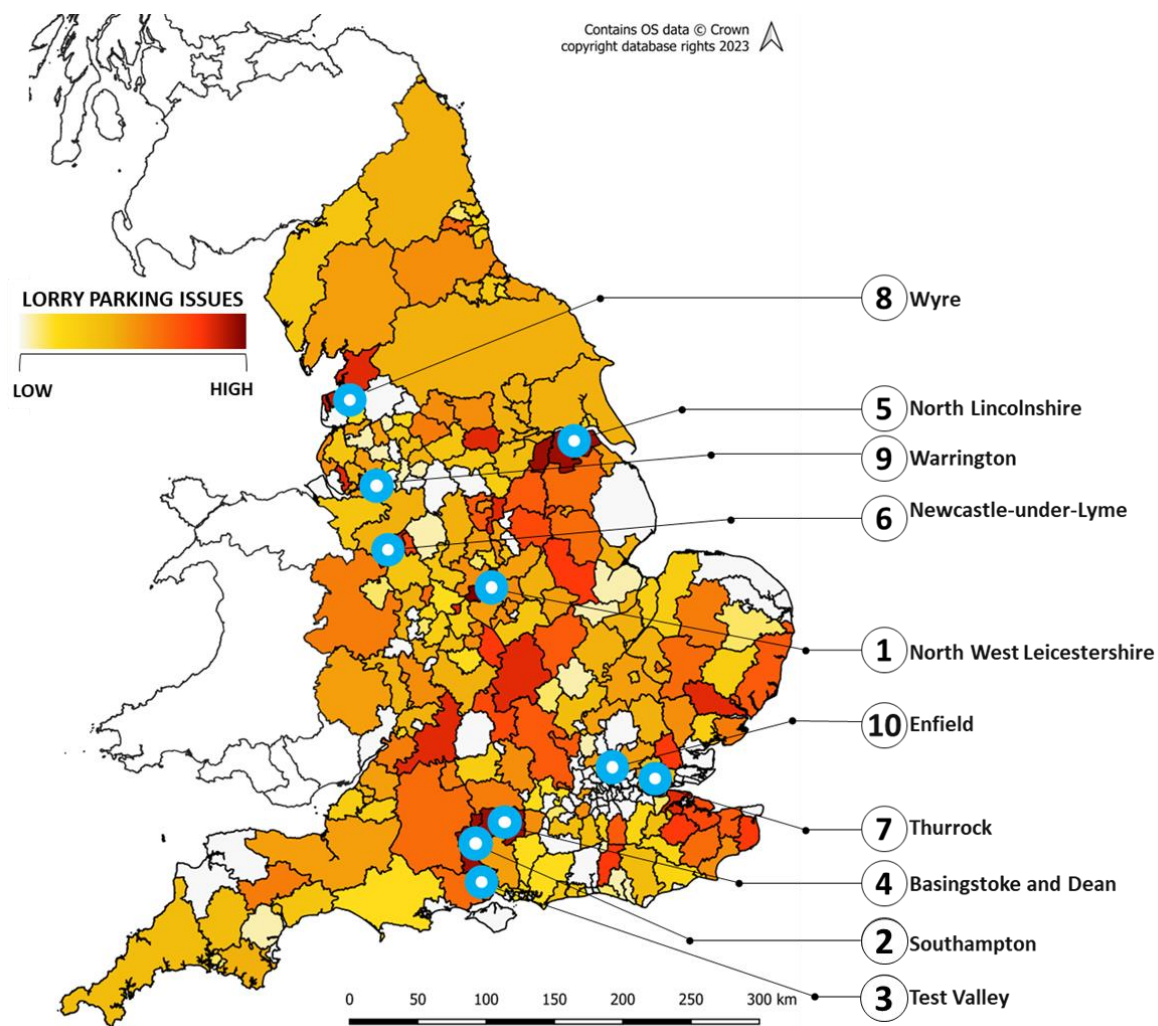 Contains OS data © Crown
copyright database rights 2023
LORRY PARKING ISSUES
LOW HIGH
8 Wyre
5 North Lincolnshire
9 Warrington
6 Newcastle-under-Lyme
1 North West Leicestershire
10 Enfield
7 Thurrock
4 Basingstoke and Dean
2 Southampton
3 Test Valley
0 50 100 150 200 250 300 km